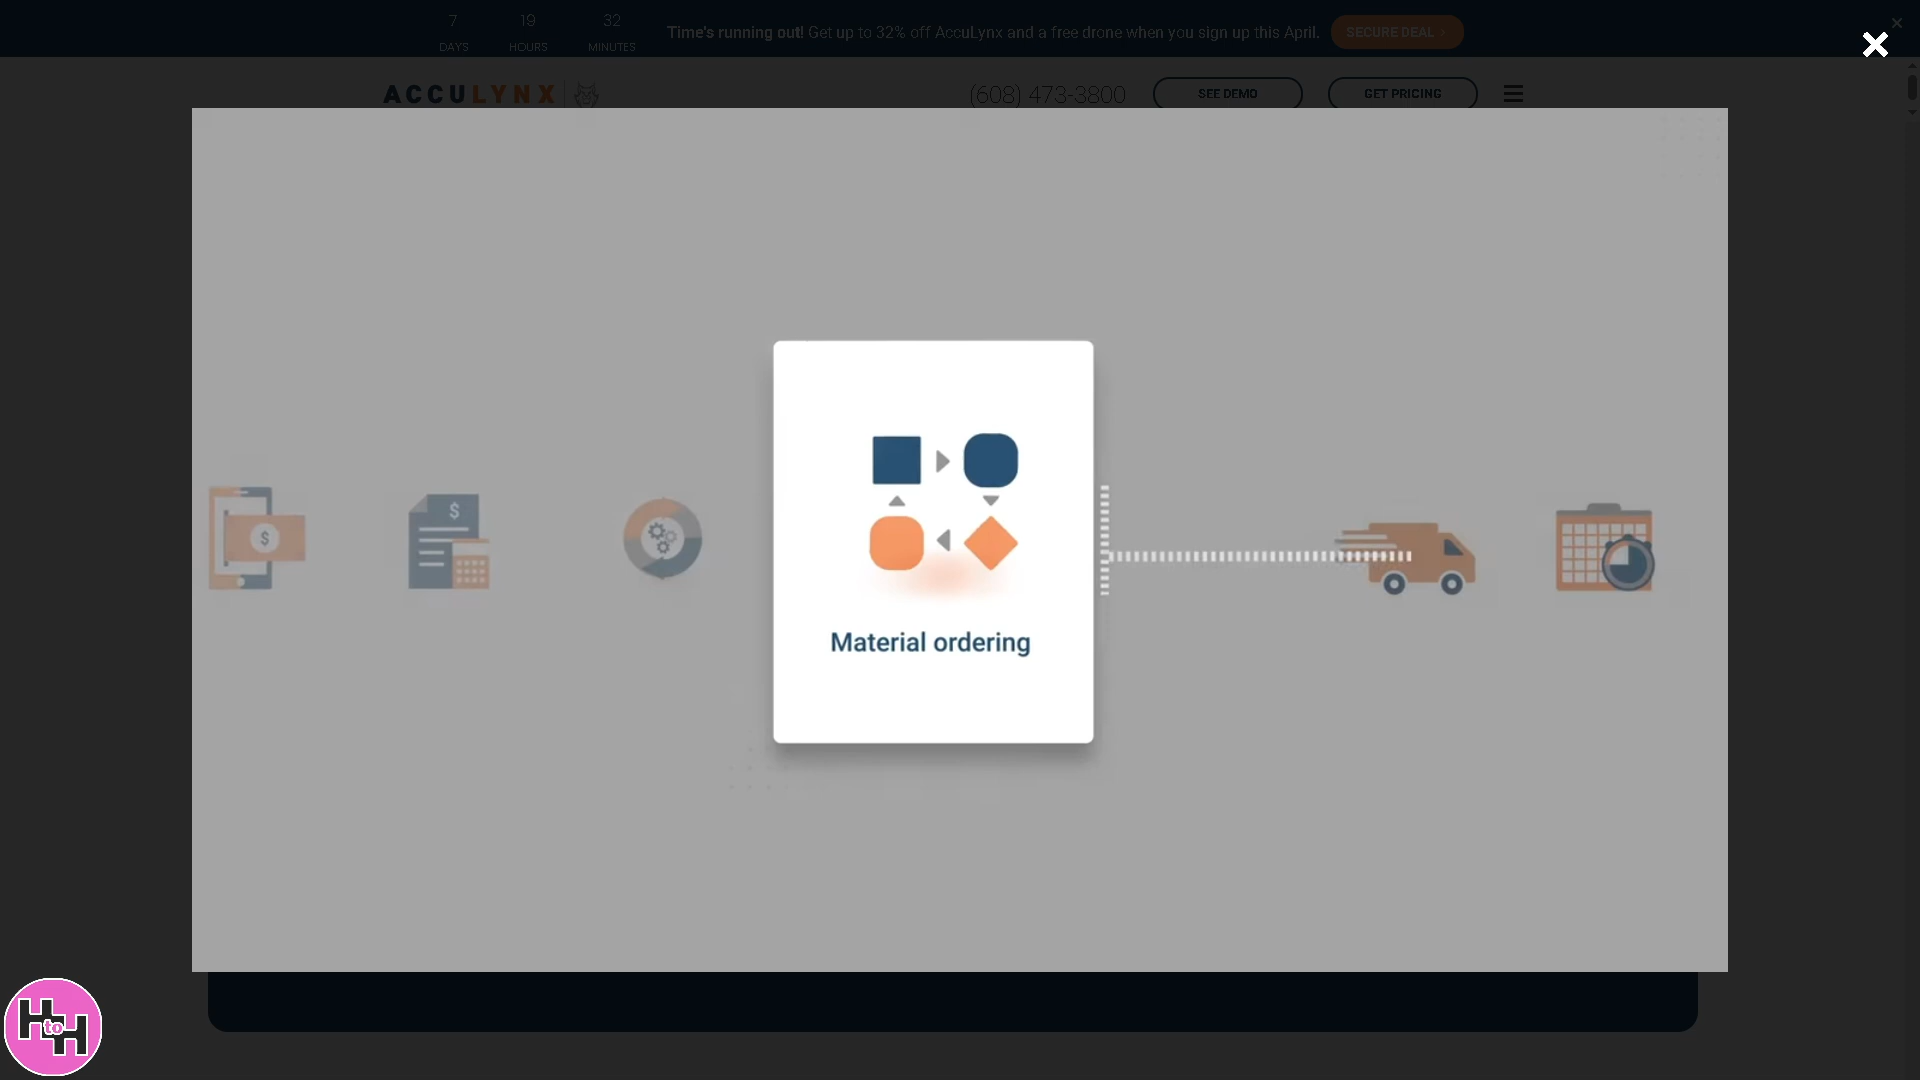 7 19 32
DAYS HOURS MINUTES
Time's running out! Get up to 32% off AccuLynx and a free drone when you sign up this April.
SECURE DEAL
ACCULYNX
(608) 473-3800
SEE DEMO
GET PRICING
$
$
Material ordering
H to H